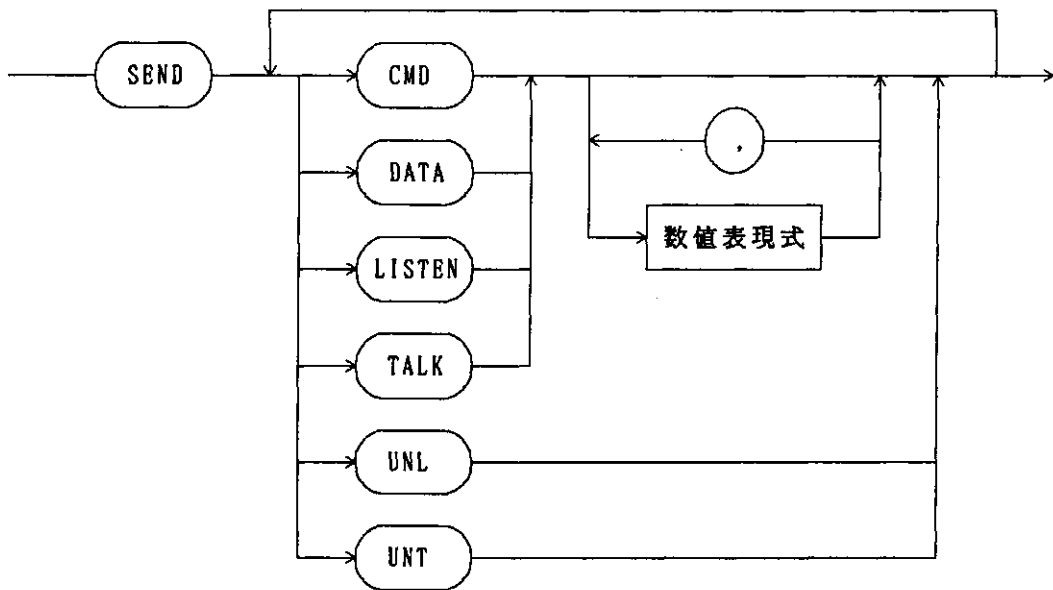 SEND
CMD
DATA
,
LISTEN
数値表現式
TALK
UNL
UNT